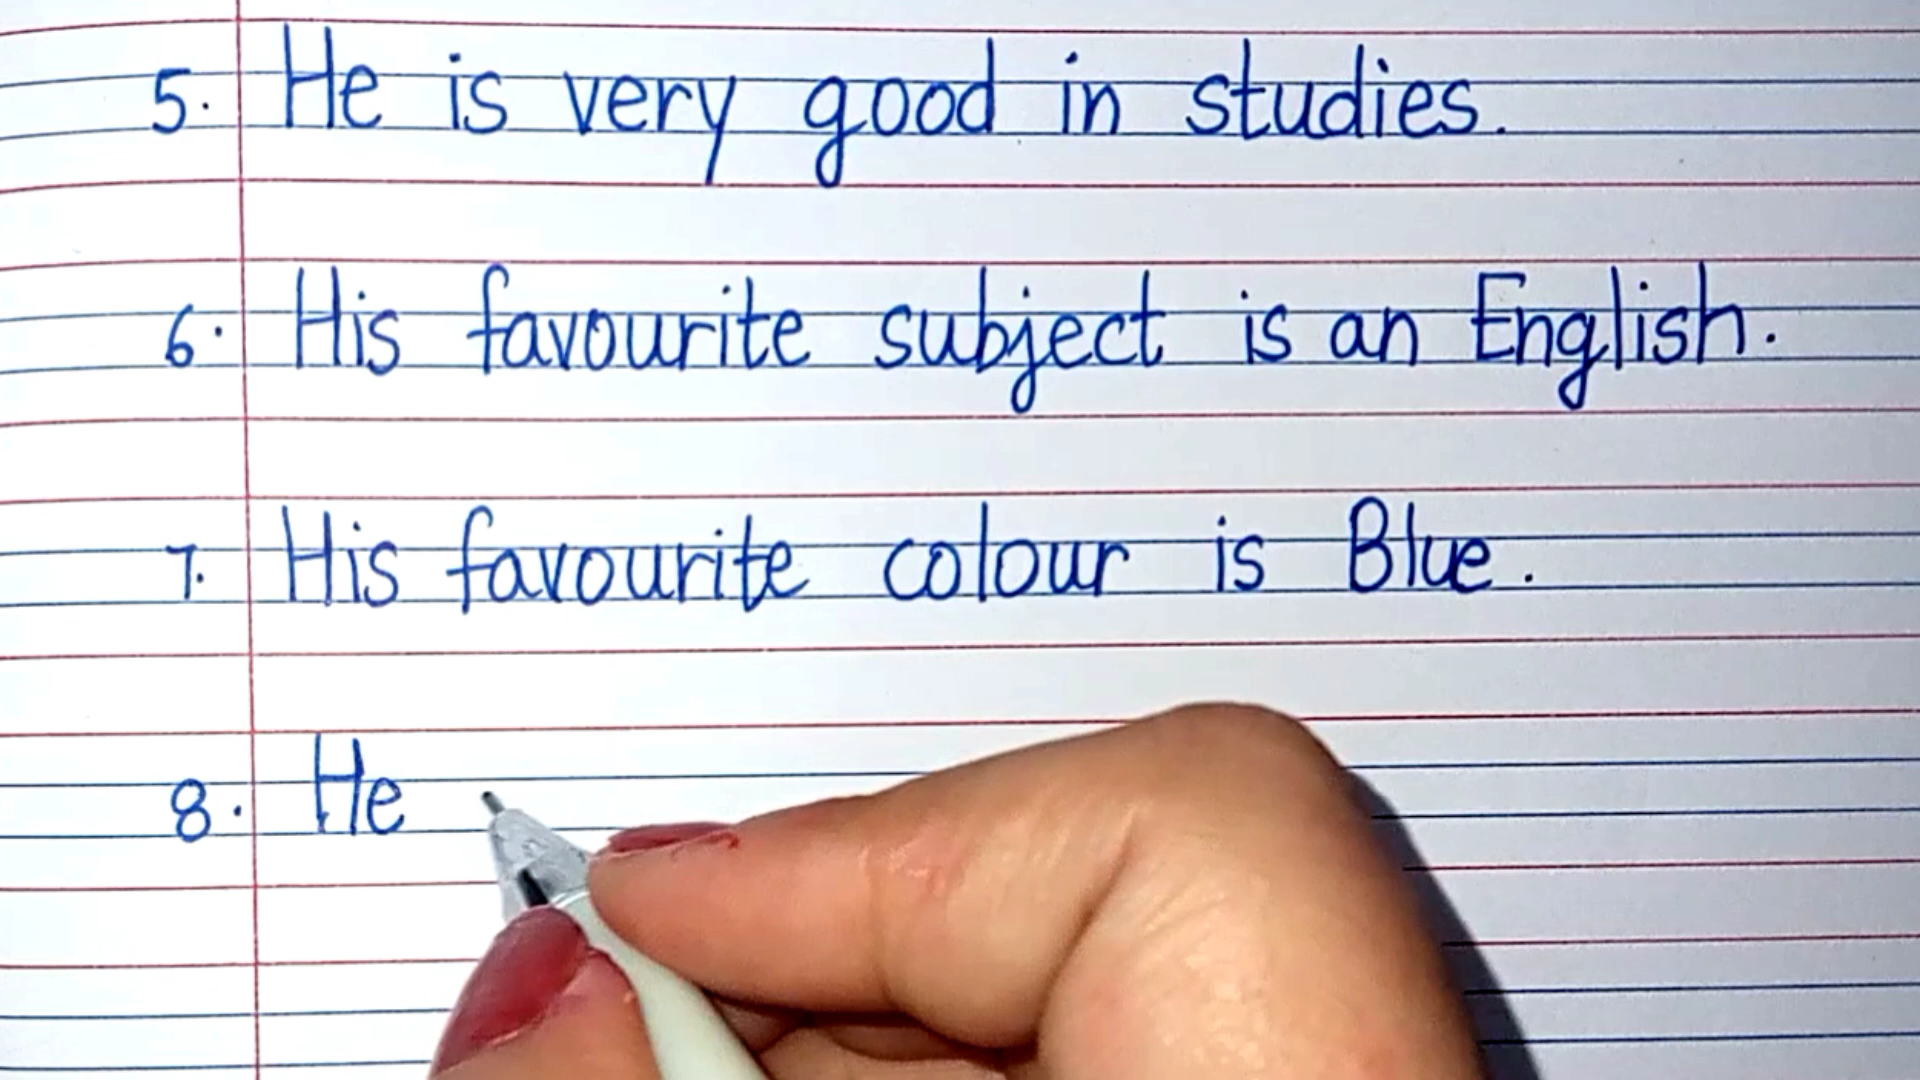 5. He is very good in studies.
6. His favourite subject is an English.
7. His favourite colour is Blue.
8. He